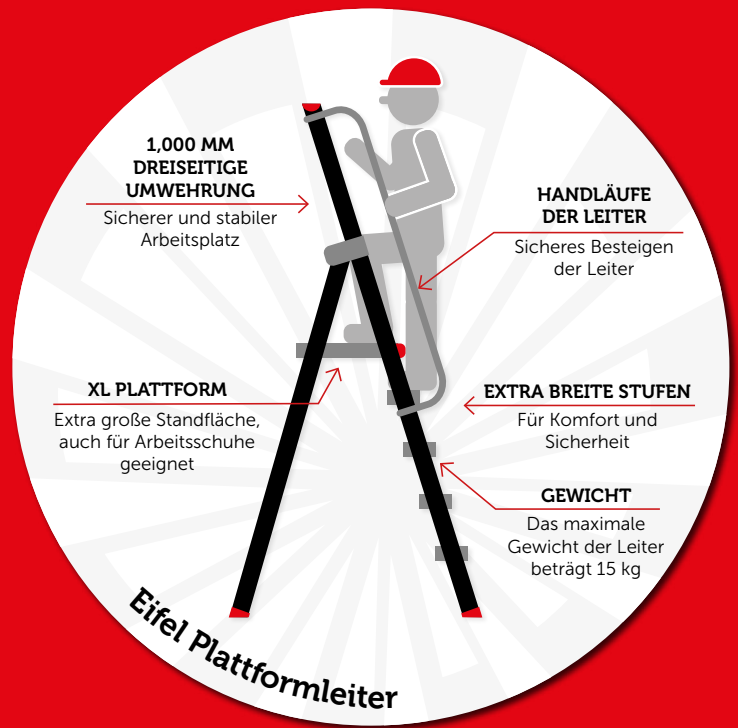 1,000 MM
DREISEITIGE
UMWEHRUNG
Sicherer und stabiler
Arbeitsplatz
HANDLÄUFE
DER LEITER
Sicheres Besteigen
der Leiter
XL PLATTFORM
Extra große Standfläche,
auch für Arbeitsschuhe
geeignet
EXTRA BREITE STUFEN
Für Komfort und
Sicherheit
GEWICHT
Das maximale
Gewicht der Leiter
beträgt 15 kg
Eifel Plattformleiter